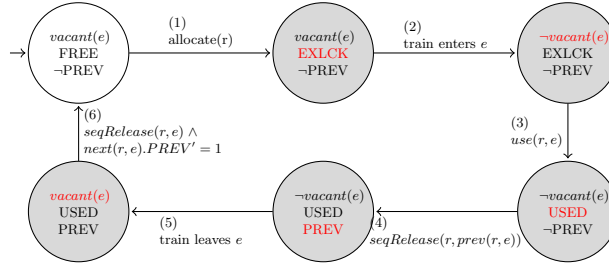 vacant(e)
FREE
¬PREV
(1)
allocate(r)
vacant(e)
EXLCK
¬PREV
(2)
train enters e
¬vacant(e)
EXLCK
¬PREV
(3)
use(r, e)
¬vacant(e)
USED
¬PREV
(4)
seqRelease(r, prev(r, e))
¬vacant(e)
USED
PREV
(5)
train leaves e
vacant(e)
USED
PREV
(6)
seqRelease(r, e) ∧
next(r, e).PREV′ = 1